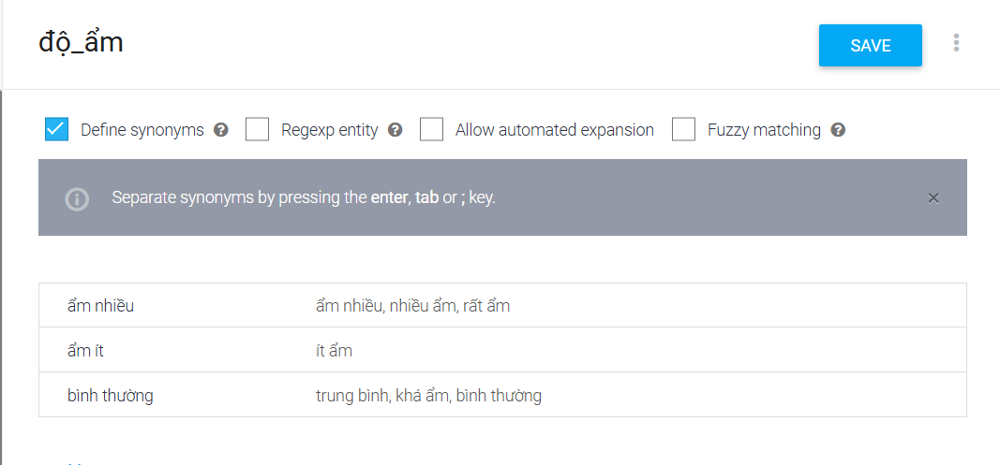 độ_ẩm
SAVE
Define synonyms
Regexp entity
Allow automated expansion
Fuzzy matching
Separate synonyms by pressing the enter, tab or ; key.
ẩm nhiều ẩm nhiều, nhiều ẩm, rất ẩm
ẩm ít ít ẩm
bình thường trung bình, khá ẩm, bình thường